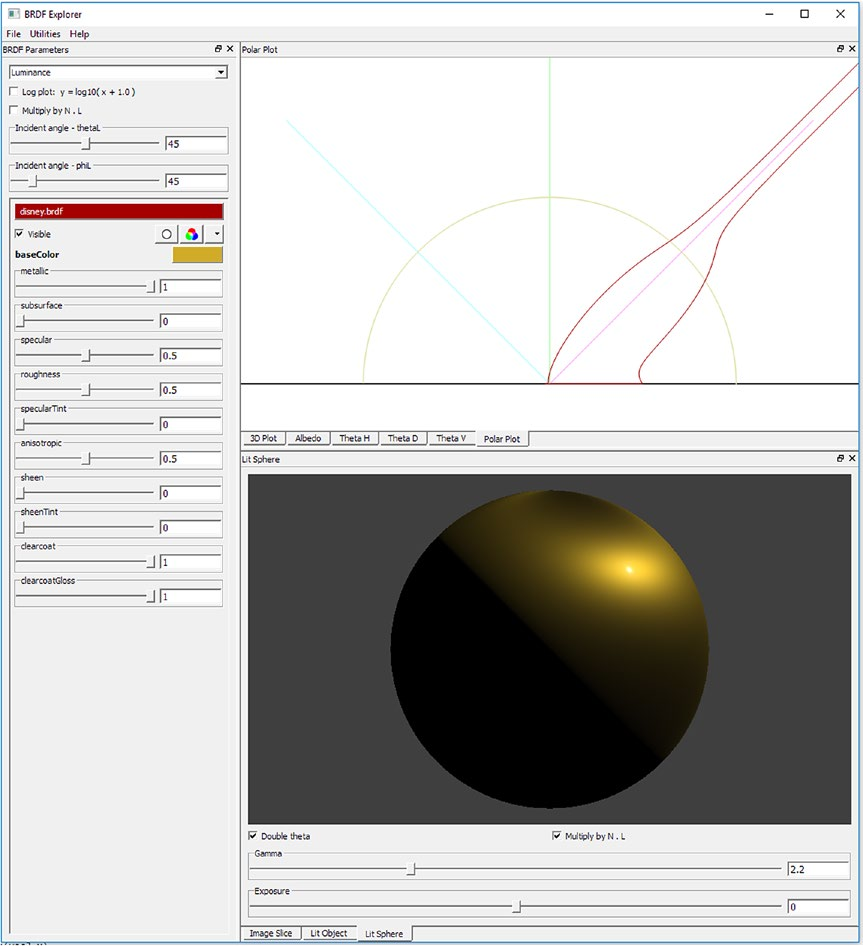 BRDF Explorer
File Utilities Help
BRDF Parameters
Luminance
Log plot: y = log10( x + 1.0 )
Multiply by N . L
Incident angle - thetaL
45
Incident angle - phiL
45
disney.brdf
Visible
baseColor
metallic
1
subsurface
0
specular
0.5
roughness
0.5
specularTint
0
anisotropic
0.5
sheen
0
sheenTint
0
clearcoat
1
clearcoatGloss
1
Polar Plot
3D Plot Albedo Theta H Theta D Theta V Polar Plot
Lit Sphere
Double theta Multiply by N . L
Gamma
2.2
Exposure
0
Image Slice Lit Object Lit Sphere